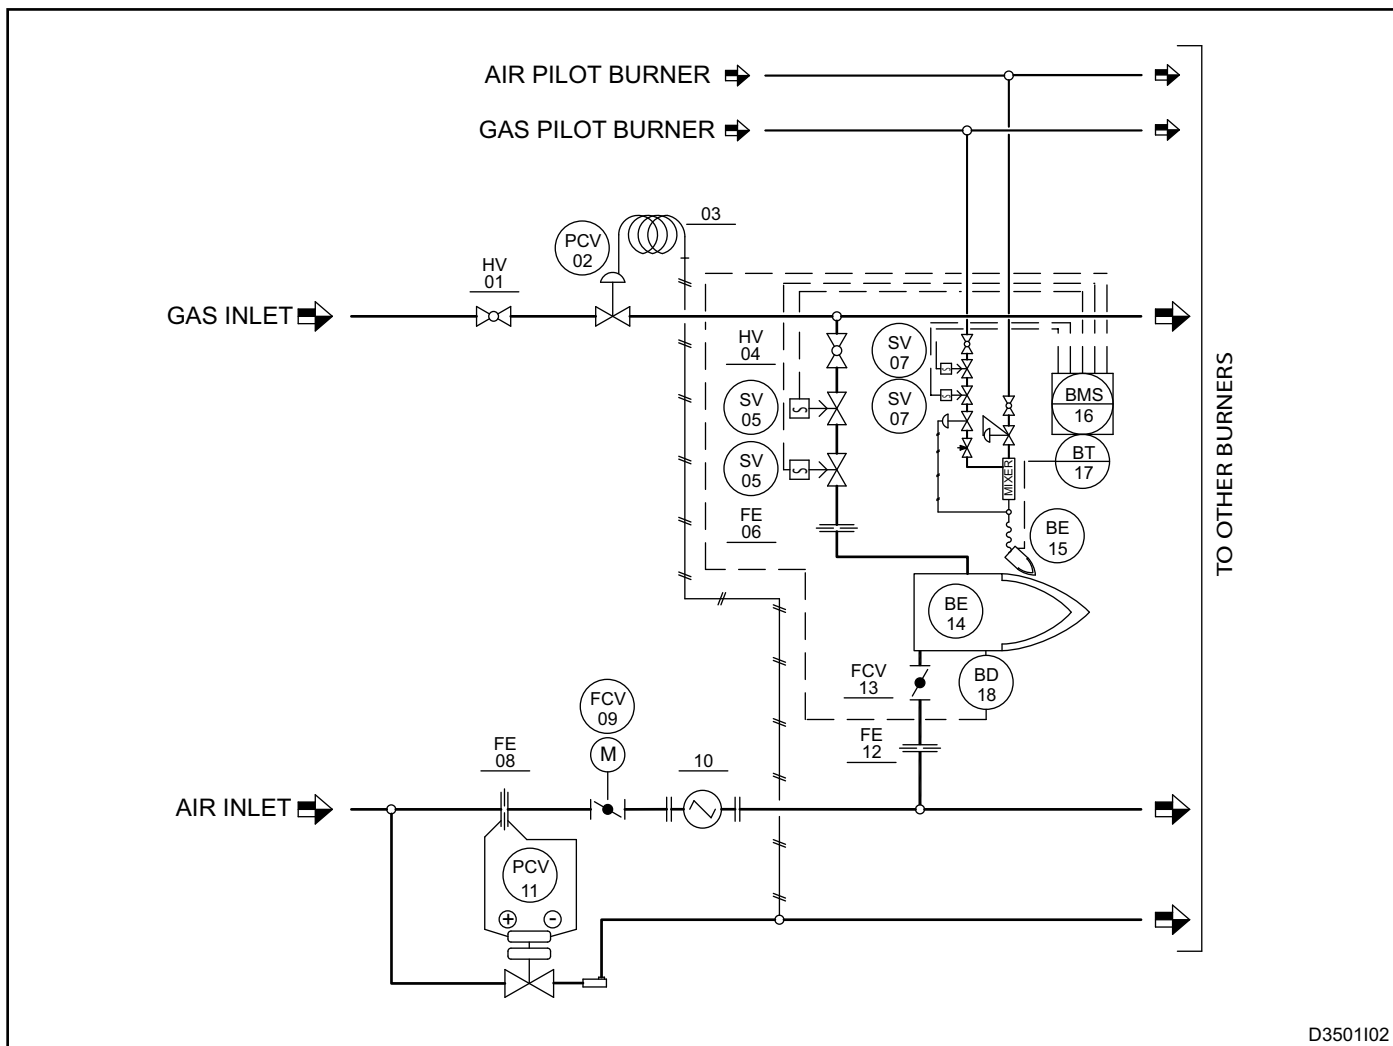 AIR PILOT BURNER
GAS PILOT BURNER
03
PCV
02
HV
01
GAS INLET
HV
04
SV
07
SV
05
SV
07
BMS
16
SV
05
BT
17
MIXER
FE
06
BE
15
TO OTHER BURNERS
BE
14
FCV
13
BD
18
FCV
09
M
FE
08
10
FE
12
AIR INLET
PCV
11
+ -
D3501I02